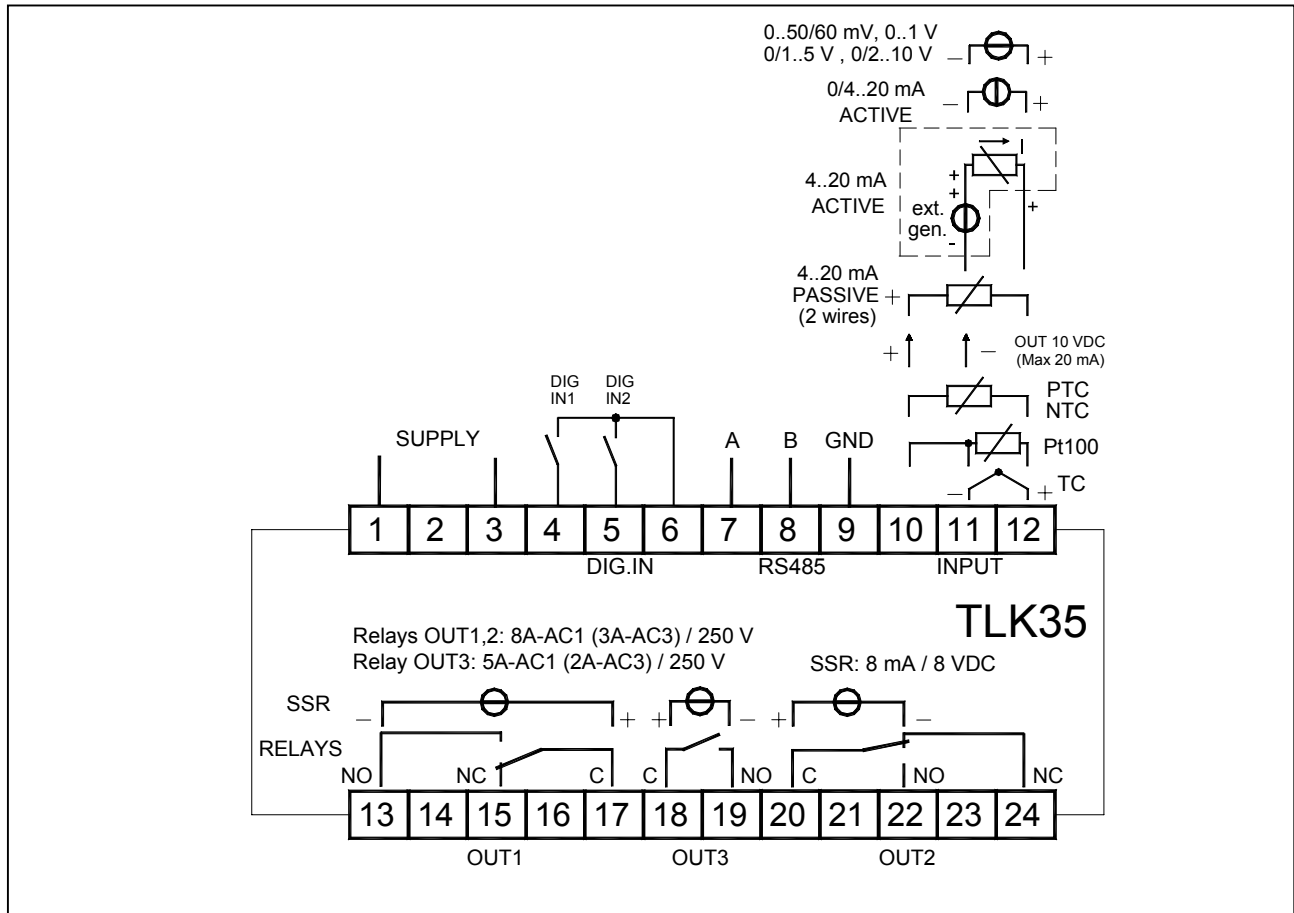 0..50/60 mV, 0..1 V
0/1..5 V , 0/2..10 V
− +
0/4..20 mA
ACTIVE
− +
4..20 mA
ACTIVE
I
+
+
ext.
gen.
-
+
4..20 mA
PASSIVE +
(2 wires)
+ −
OUT 10 VDC
(Max 20 mA)
PTC
NTC
Pt100
− + TC
DIG
IN1
DIG
IN2
SUPPLY
A B GND
1 2 3 4 5 6 7 8 9 10 11 12
DIG.IN RS485 INPUT
TLK35
Relays OUT1,2: 8A-AC1 (3A-AC3) / 250 V
Relay OUT3: 5A-AC1 (2A-AC3) / 250 V
SSR: 8 mA / 8 VDC
SSR − + + − + −
RELAYS
NO NC C C NO C NO NC
13 14 15 16 17 18 19 20 21 22 23 24
OUT1 OUT3 OUT2